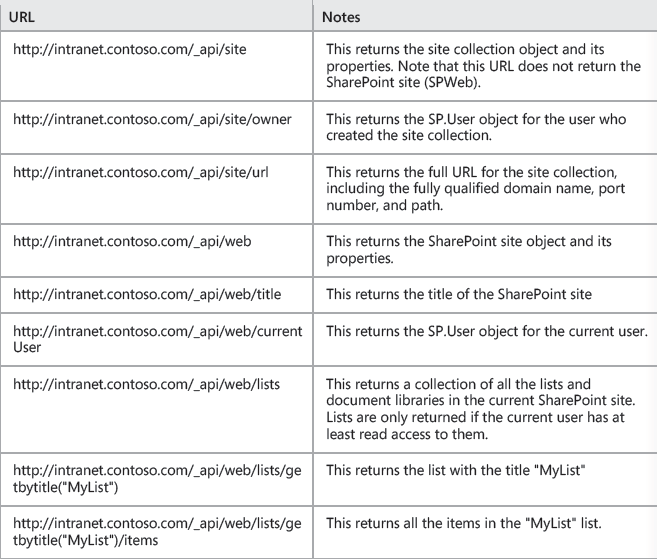 URL Notes
http://intranet.contoso.com/_api/site
This returns the site collection object and its
properties. Note that this URL does not return the
SharePoint site (SPWeb).
http://intranet.contoso.com/_api/site/owner
This returns the SP.User object for the user who
created the site collection.
http://intranet.contoso.com/_api/site/url
This returns the full URL for the site collection,
including the fully qualified domain name, port
number, and path.
http://intranet.contoso.com/_api/web
This returns the SharePoint site object and its
properties.
http://intranet.contoso.com/_api/web/title
This returns the title of the SharePoint site
http://intranet.contoso.com/_api/web/current
User
This returns the SP.User object for the current user.
http://intranet.contoso.com/_api/web/lists
This returns a collection of all the lists and
document libraries in the current SharePoint site.
Lists are only returned if the current user has at
least read access to them.
http://intranet.contoso.com/_api/web/lists/ge
tbytitle("MyList")
This returns the list with the title "MyList"
http://intranet.contoso.com/_api/web/lists/ge
tbytitle("MyList")/items
This returns all the items in the "MyList" list.